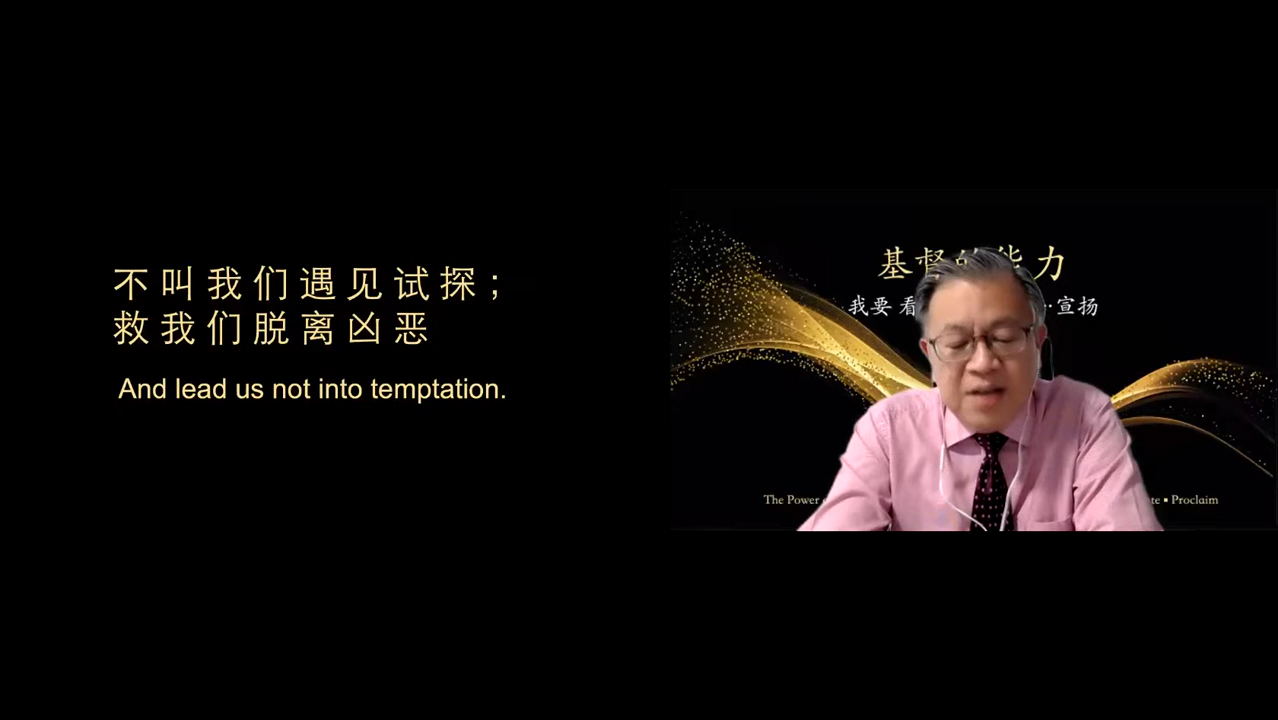 不叫我们遇见试探；
救我们脱离凶恶
And lead us not into temptation.
基督的能力
我要 看 ‧宣扬
The Power ▪ Proclaim